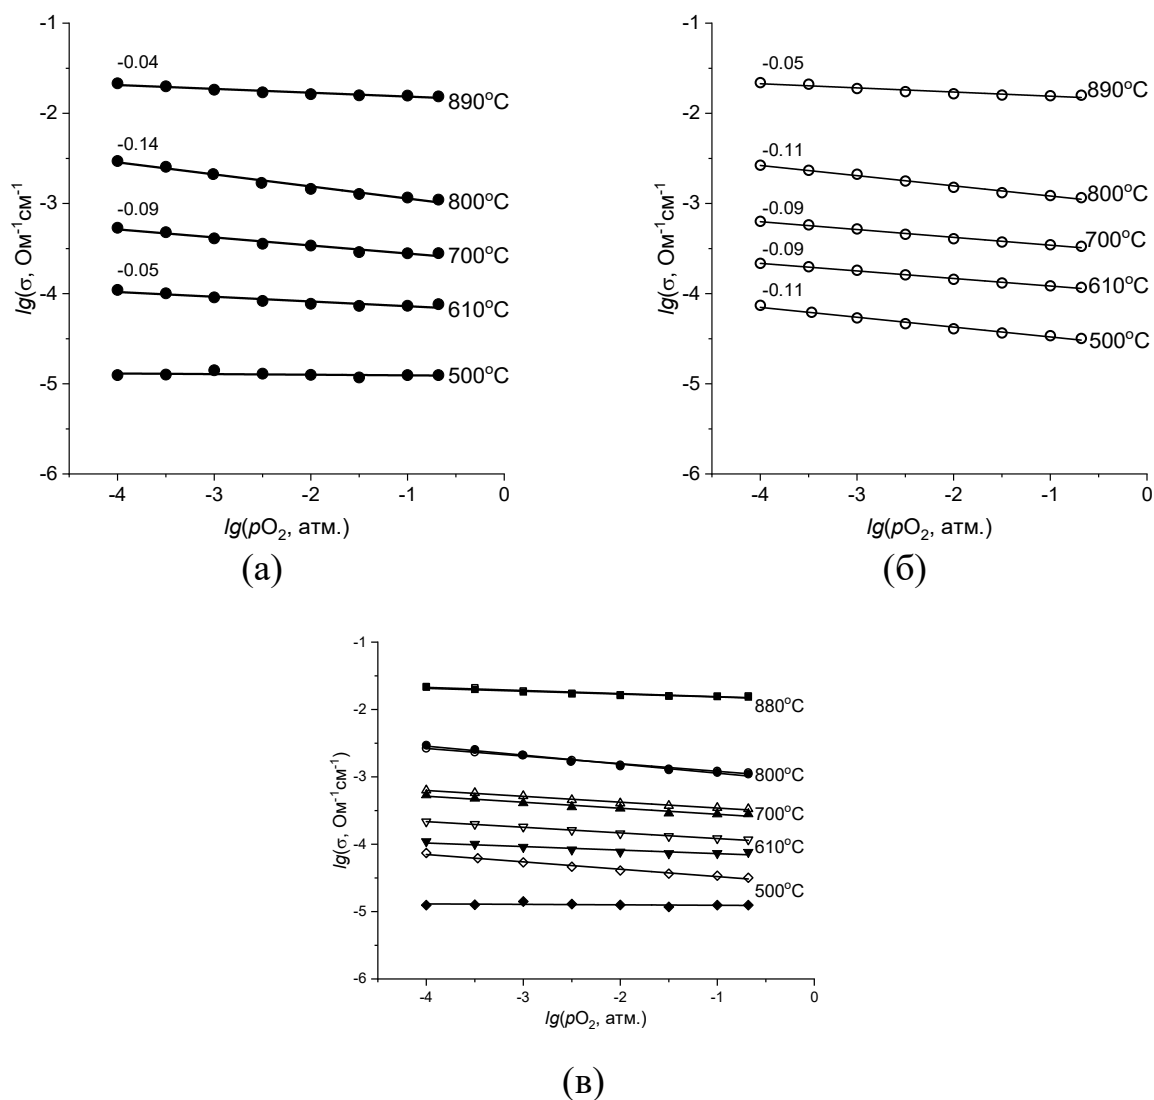 -1
-2
-3
-4
-5
-6
lg(σ, Ом⁻¹см⁻¹)
-0.04
890°C
-0.14
800°C
-0.09
700°C
-0.05
610°C
500°C
-4 -3 -2 -1 0
lg(pO₂, атм.)
(а)
-1
-2
-3
-4
-5
-6
lg(σ, Ом⁻¹см⁻¹)
-0.05
890°C
-0.11
800°C
-0.09
700°C
-0.09
610°C
-0.11
500°C
-4 -3 -2 -1 0
lg(pO₂, атм.)
(б)
-1
-2
-3
-4
-5
-6
lg(σ, Ом⁻¹см⁻¹)
880°C
800°C
700°C
610°C
500°C
-4 -3 -2 -1 0
lg(pO₂, атм.)
(в)